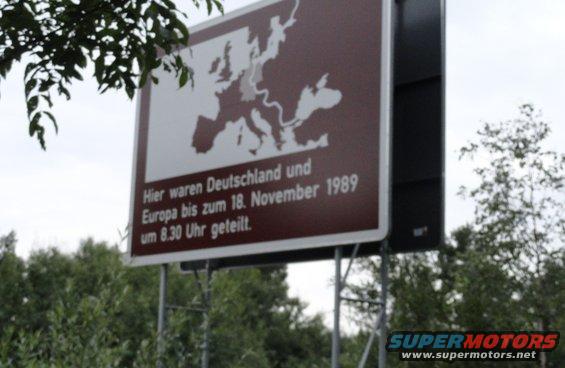 Hier waren Deutschland und
Europa bis zum 18. November 1989
um 8.30 Uhr geteilt.
SUPERMOTORS
www.supermotors.net